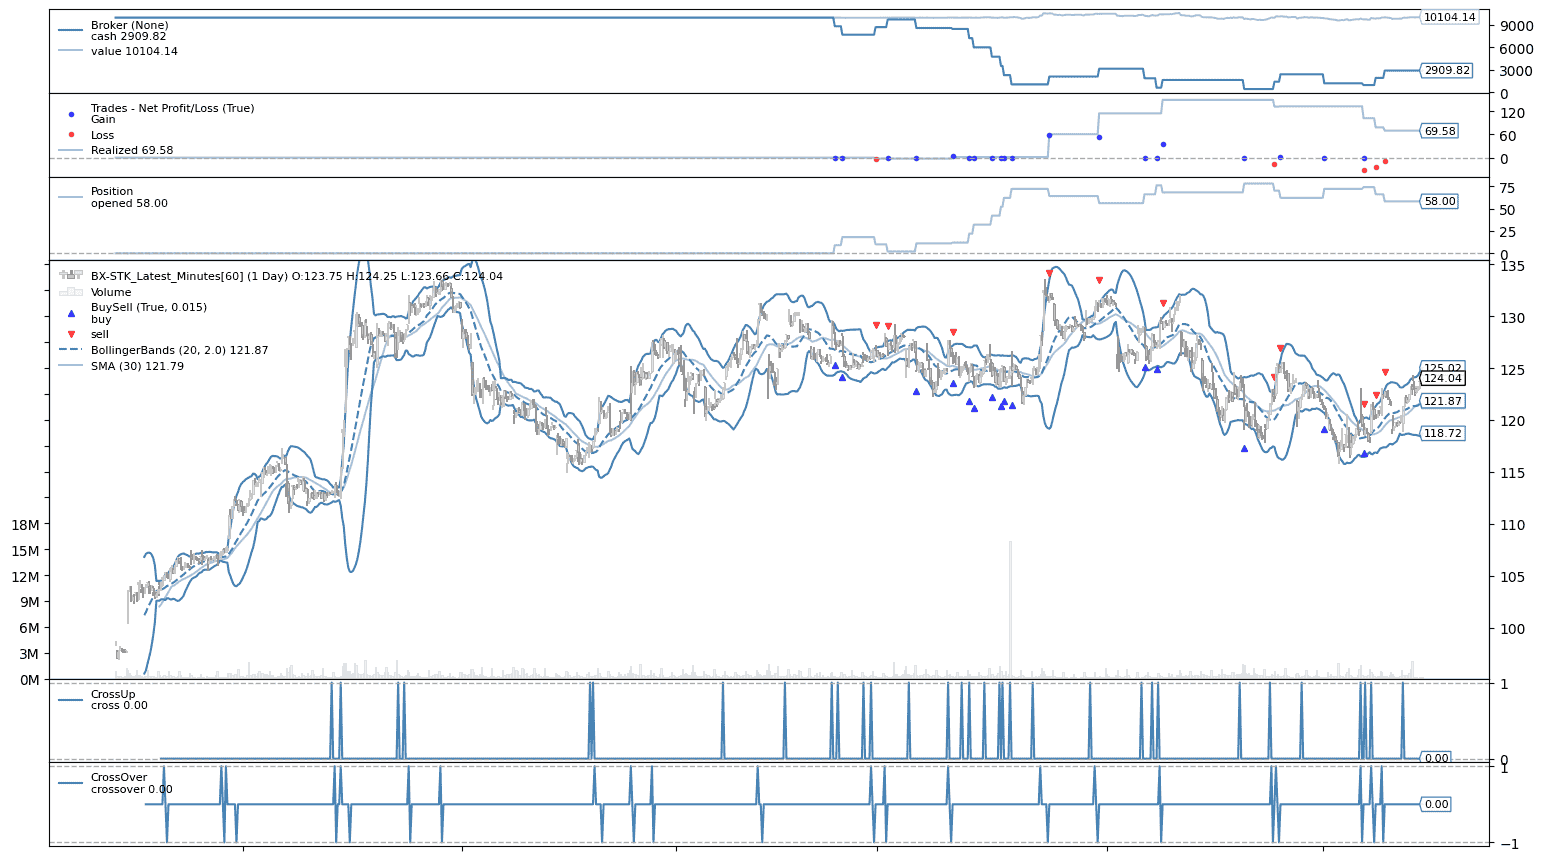 Broker (None)
cash 2909.82
value 10104.14
10104.14
9000
6000
3000
2909.82
0
Trades - Net Profit/Loss (True)
Gain
Loss
Realized 69.58
120
60
69.58
0
Position
opened 58.00
75
58.00
50
25
0
BX-STK_Latest_Minutes[60] (1 Day) O:123.75 H:124.25 L:123.66 C:124.04
Volume
BuySell (True, 0.015)
buy
sell
BollingerBands (20, 2.0) 121.87
SMA (30) 121.79
135
130
125
125.02
124.04
121.87
120
118.72
115
110
105
100
18M
15M
12M
9M
6M
3M
0M
CrossUp
cross 0.00
1
0.00
0
CrossOver
crossover 0.00
1
0.00
−1